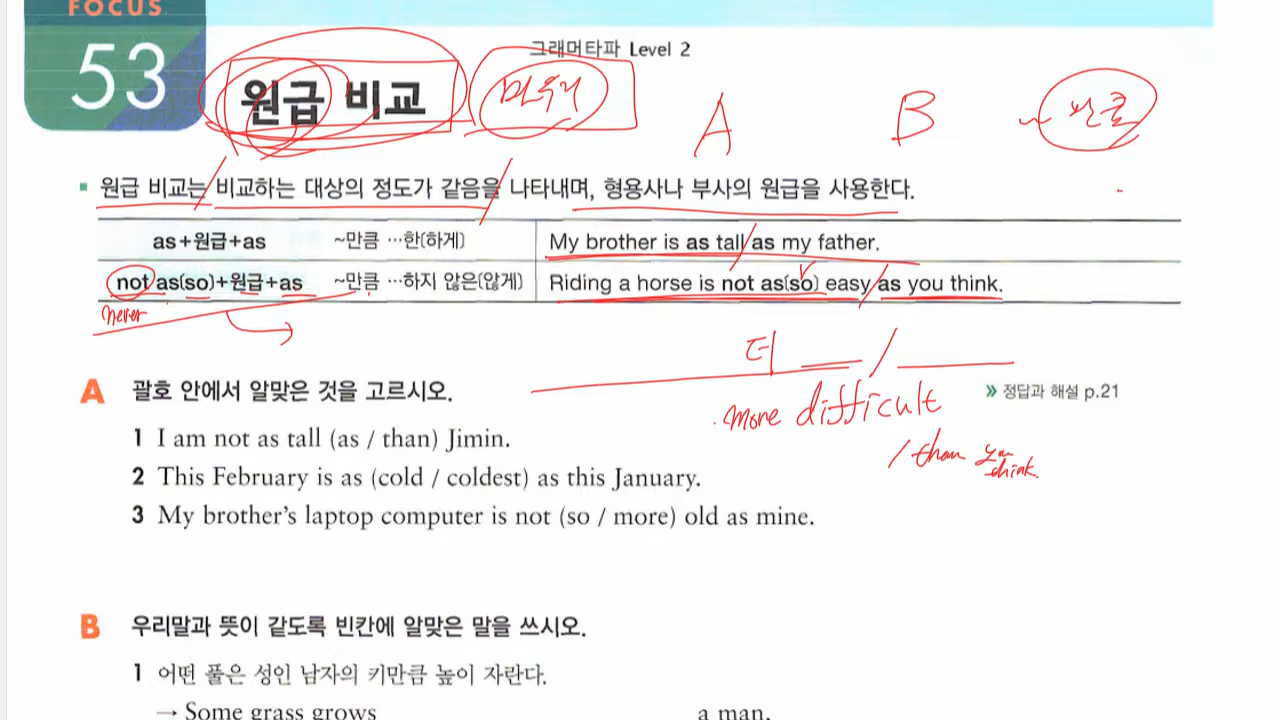 FOCUS
53
그래머타파 Level 2
원급 비교
A B ~만큼
▪ 원급 비교는 비교하는 대상의 정도가 같음을 나타내며, 형용사나 부사의 원급을 사용한다.
as+원급+as ~만큼 …한(하게) My brother is as tall as my father.
not as(so)+원급+as ~만큼 …하지 않은(않게) Riding a horse is not as(so) easy as you think.
never
더
A 괄호 안에서 알맞은 것을 고르시오.
» 정답과 해설 p.21
more difficult
/ than you think.
1 I am not as tall (as / than) Jimin.
2 This February is as (cold / coldest) as this January.
3 My brother's laptop computer is not (so / more) old as mine.
B 우리말과 뜻이 같도록 빈칸에 알맞은 말을 쓰시오.
1 어떤 풀은 성인 남자의 키만큼 높이 자란다.
→ Some grass grows a man.